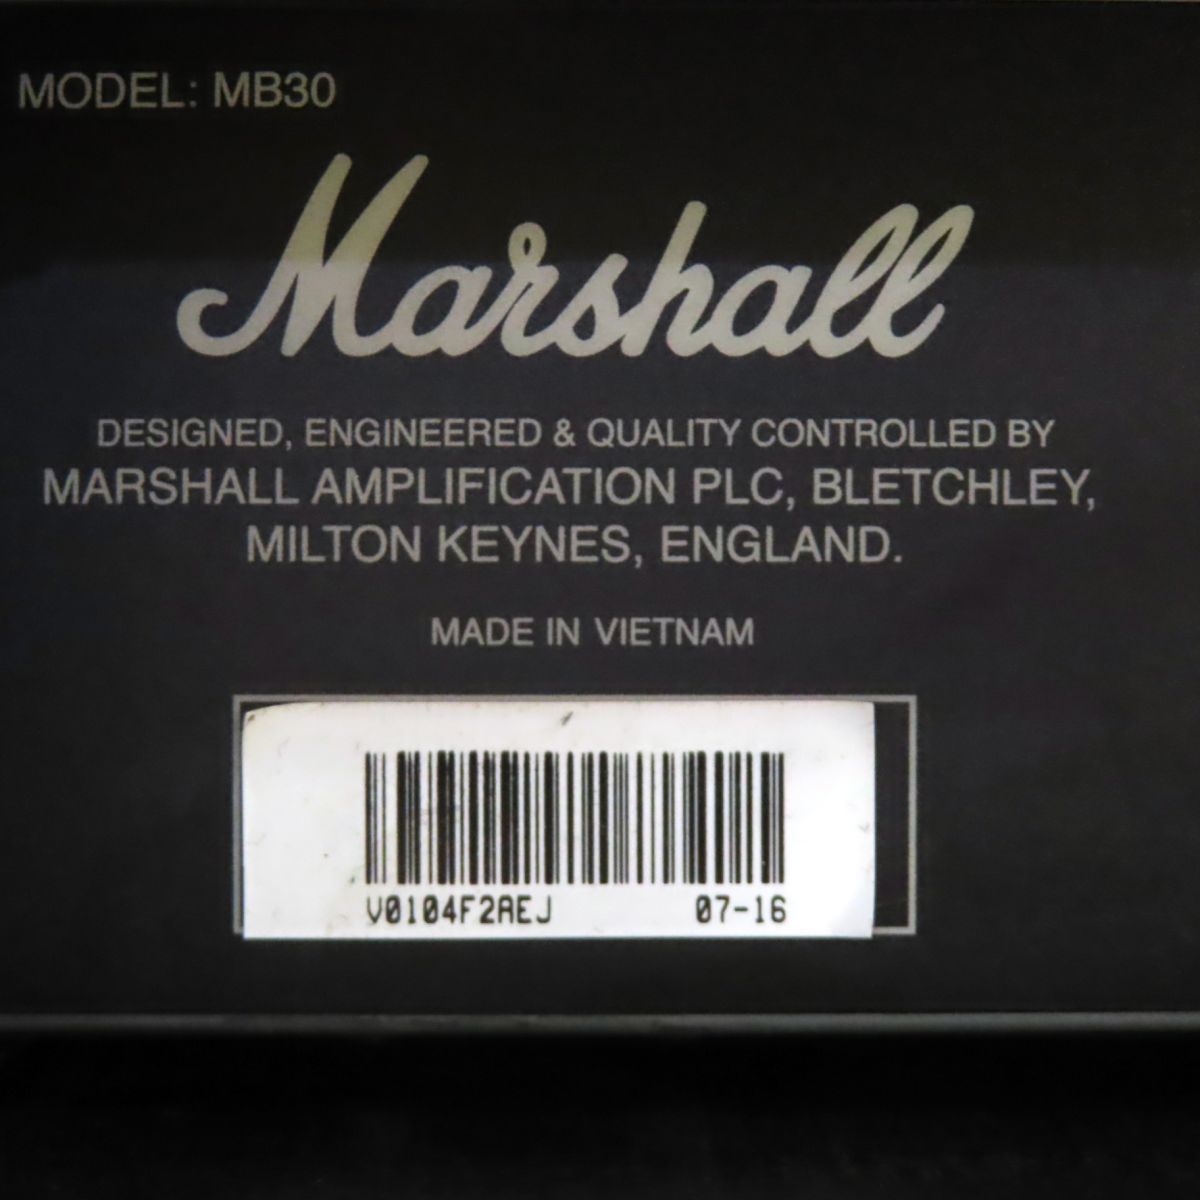 MODEL: MB30
Marshall
DESIGNED, ENGINEERED & QUALITY CONTROLLED BY
MARSHALL AMPLIFICATION PLC, BLETCHLEY,
MILTON KEYNES, ENGLAND.
MADE IN VIETNAM
V0104F2AEJ 07-16